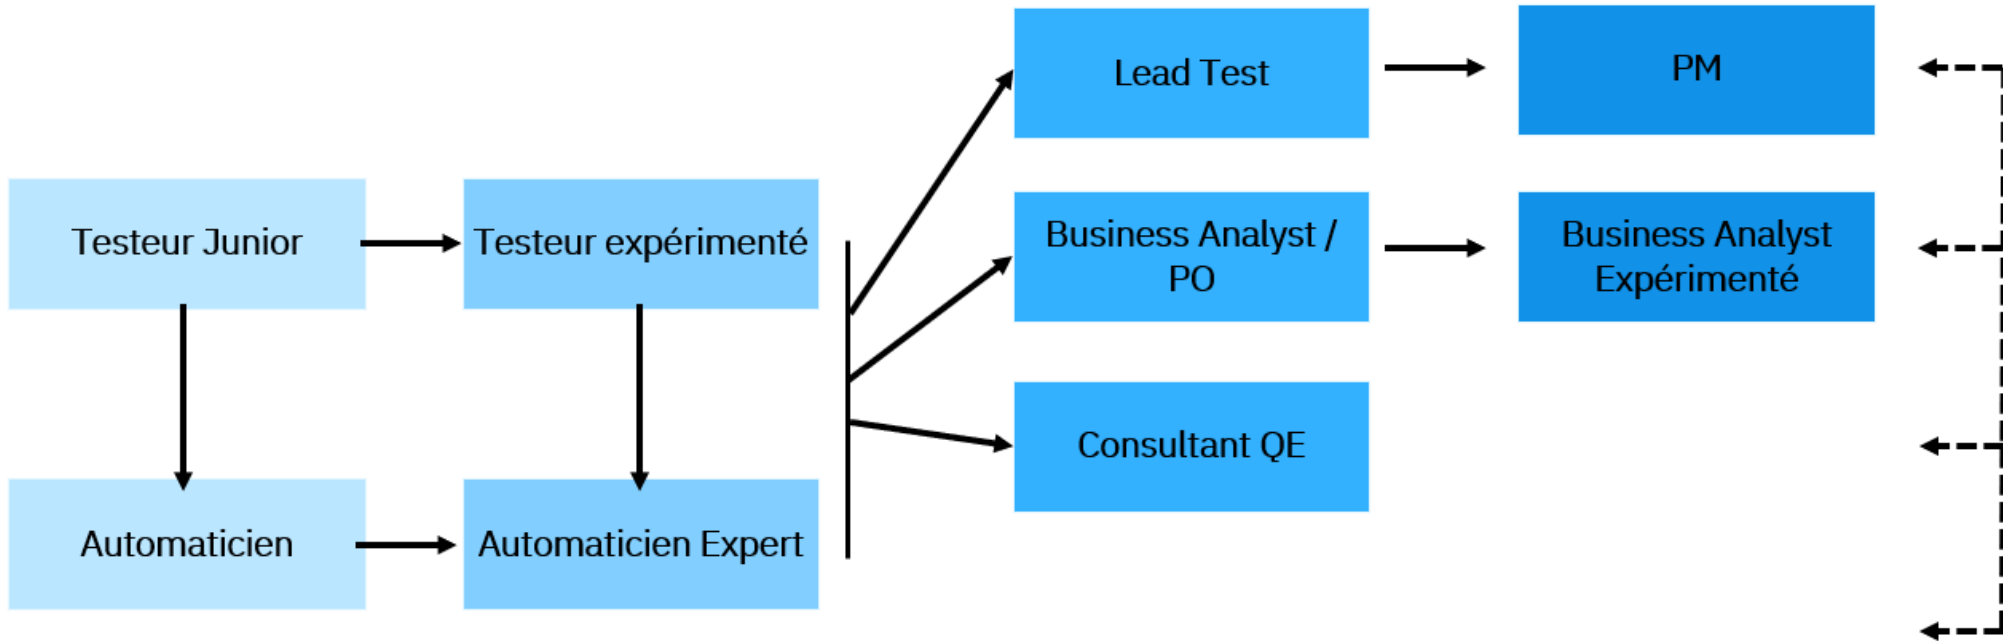 Lead Test
PM
Testeur Junior
Testeur expérimenté
Business Analyst /
PO
Business Analyst
Expérimenté
Consultant QE
Automaticien
Automaticien Expert